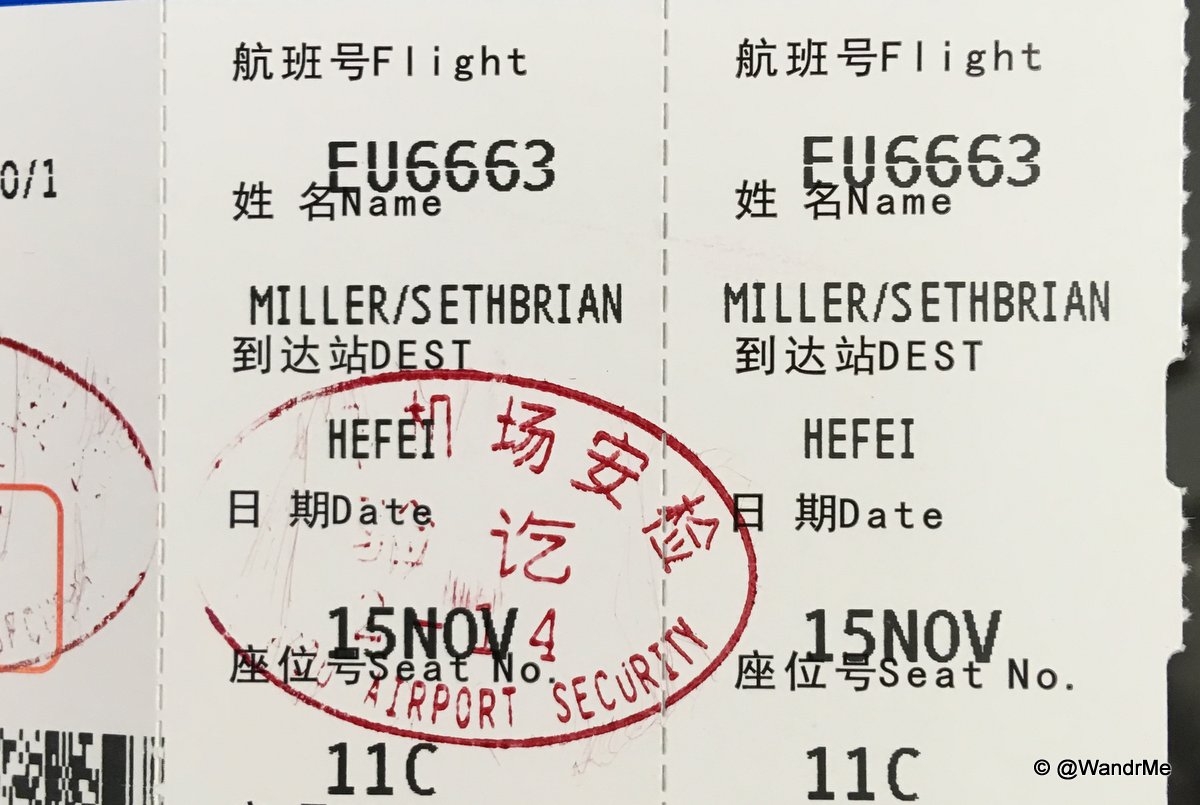 0/1
航班号Flight
EU6663
姓 名Name
MILLER/SETHBRIAN
到达站DEST
HEFEI
日 期Date
15NOV
座位号Seat No.
11C
机场安检
讫
14
AIRPORT SECURITY
航班号Flight
EU6663
姓 名Name
MILLER/SETHBRIAN
到达站DEST
HEFEI
日 期Date
15NOV
座位号Seat No.
11C
© @WandrMe